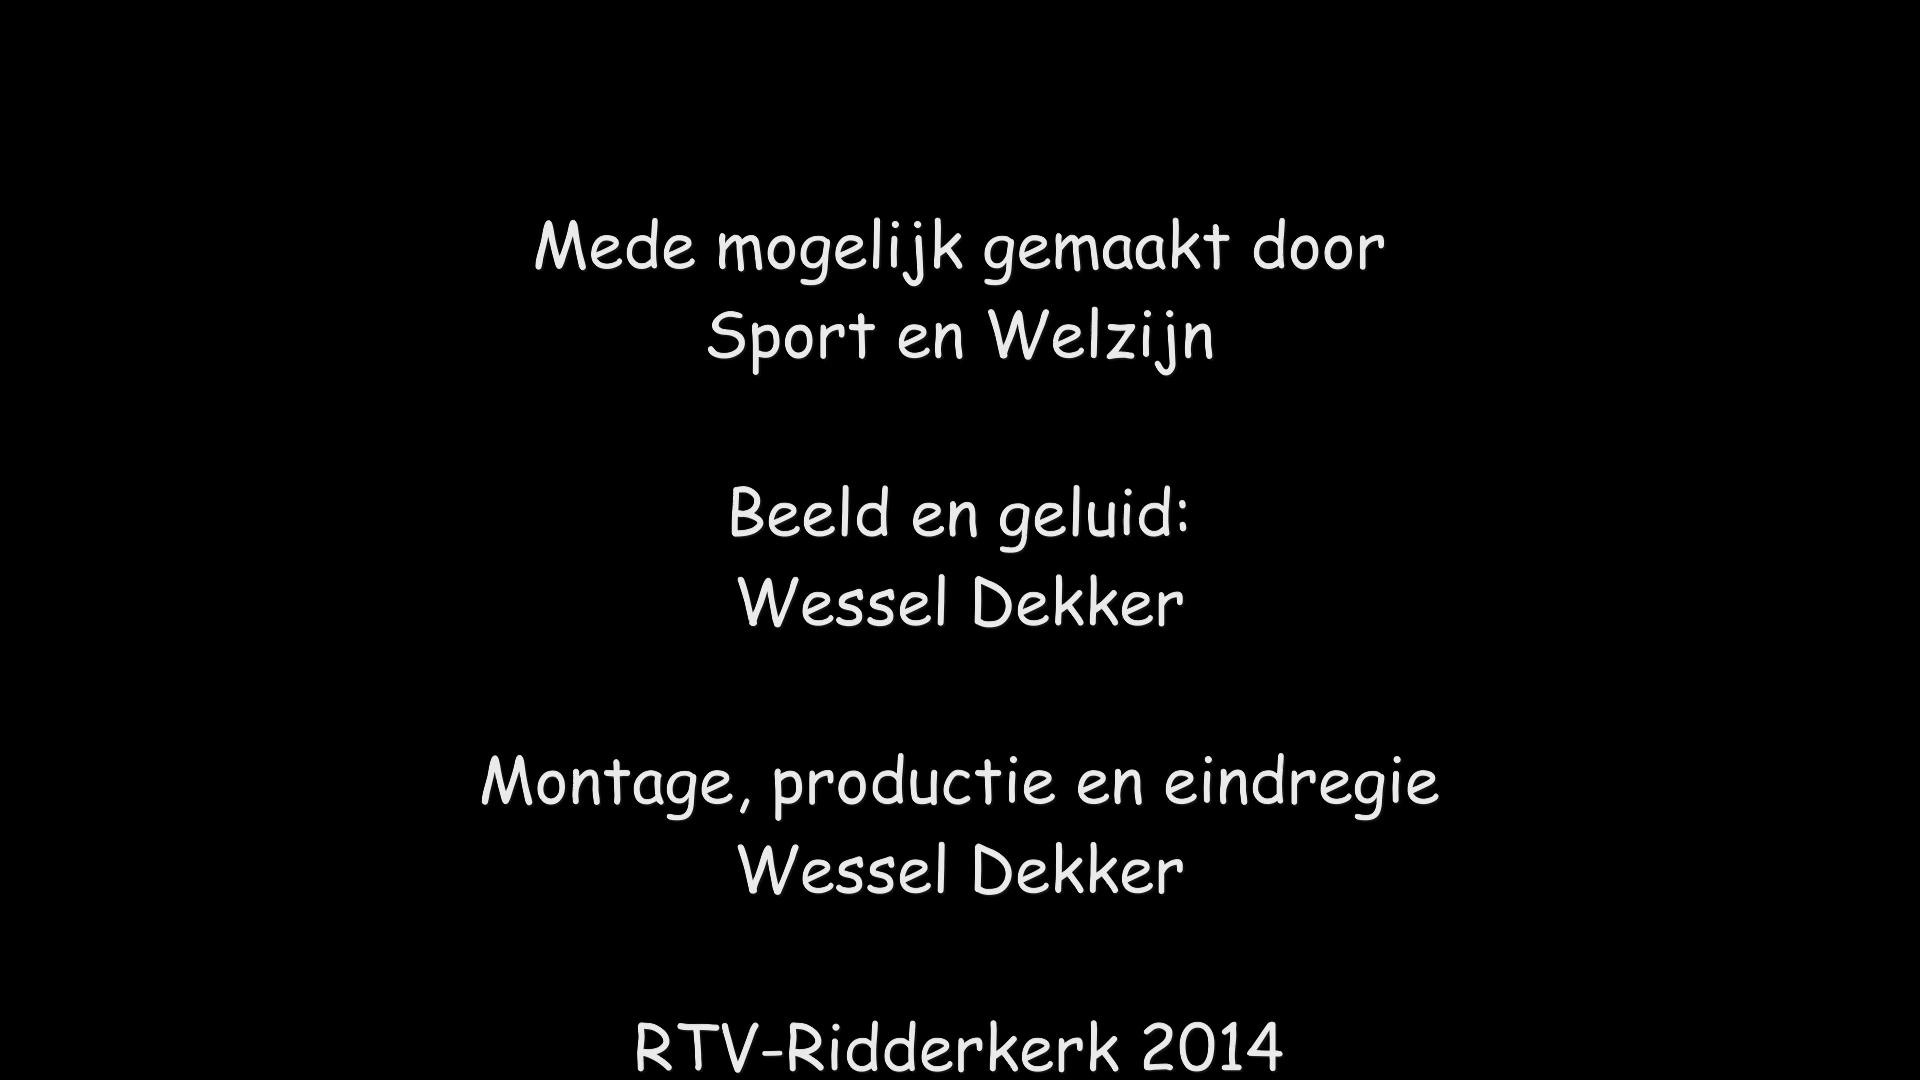 Mede mogelijk gemaakt door
Sport en Welzijn
Beeld en geluid:
Wessel Dekker
Montage, productie en eindregie
Wessel Dekker
RTV-Ridderkerk 2014